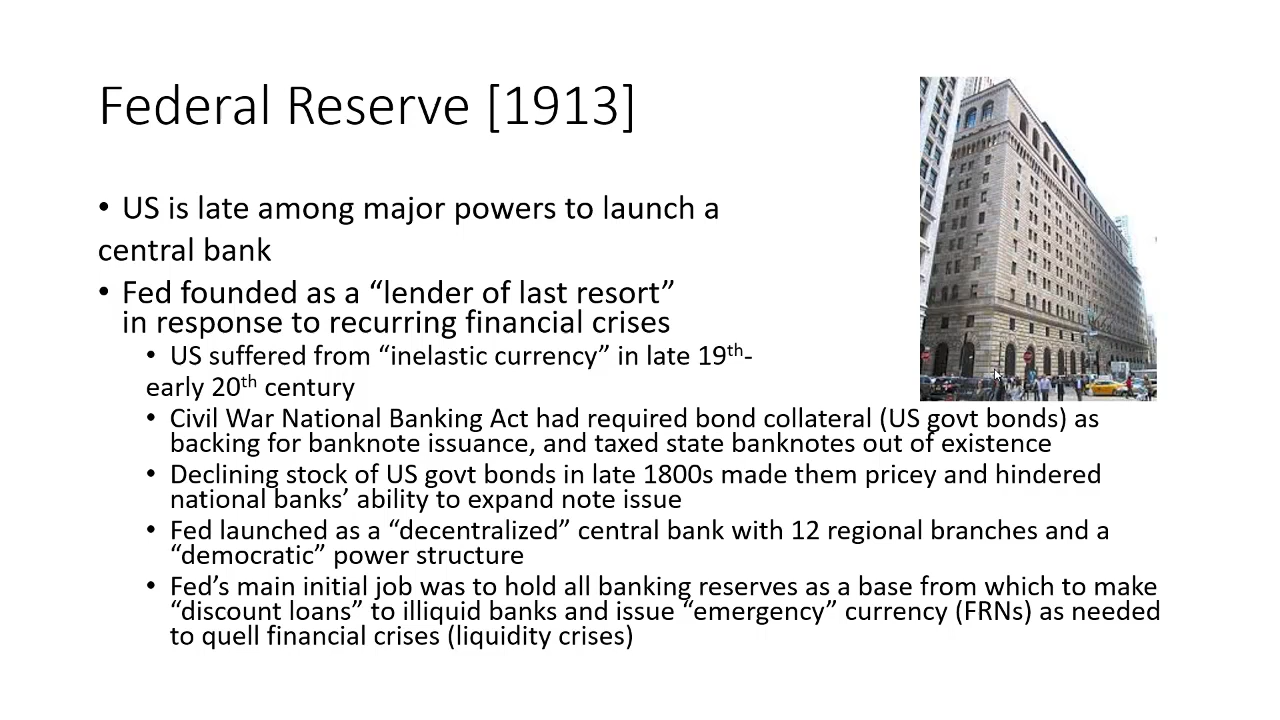 Federal Reserve [1913]
• US is late among major powers to launch a
central bank
• Fed founded as a “lender of last resort”
in response to recurring financial crises
• US suffered from “inelastic currency” in late 19th-
early 20th century
• Civil War National Banking Act had required bond collateral (US govt bonds) as
backing for banknote issuance, and taxed state banknotes out of existence
• Declining stock of US govt bonds in late 1800s made them pricey and hindered
national banks’ ability to expand note issue
• Fed launched as a “decentralized” central bank with 12 regional branches and a
“democratic” power structure
• Fed’s main initial job was to hold all banking reserves as a base from which to make
“discount loans” to illiquid banks and issue “emergency” currency (FRNs) as needed
to quell financial crises (liquidity crises)